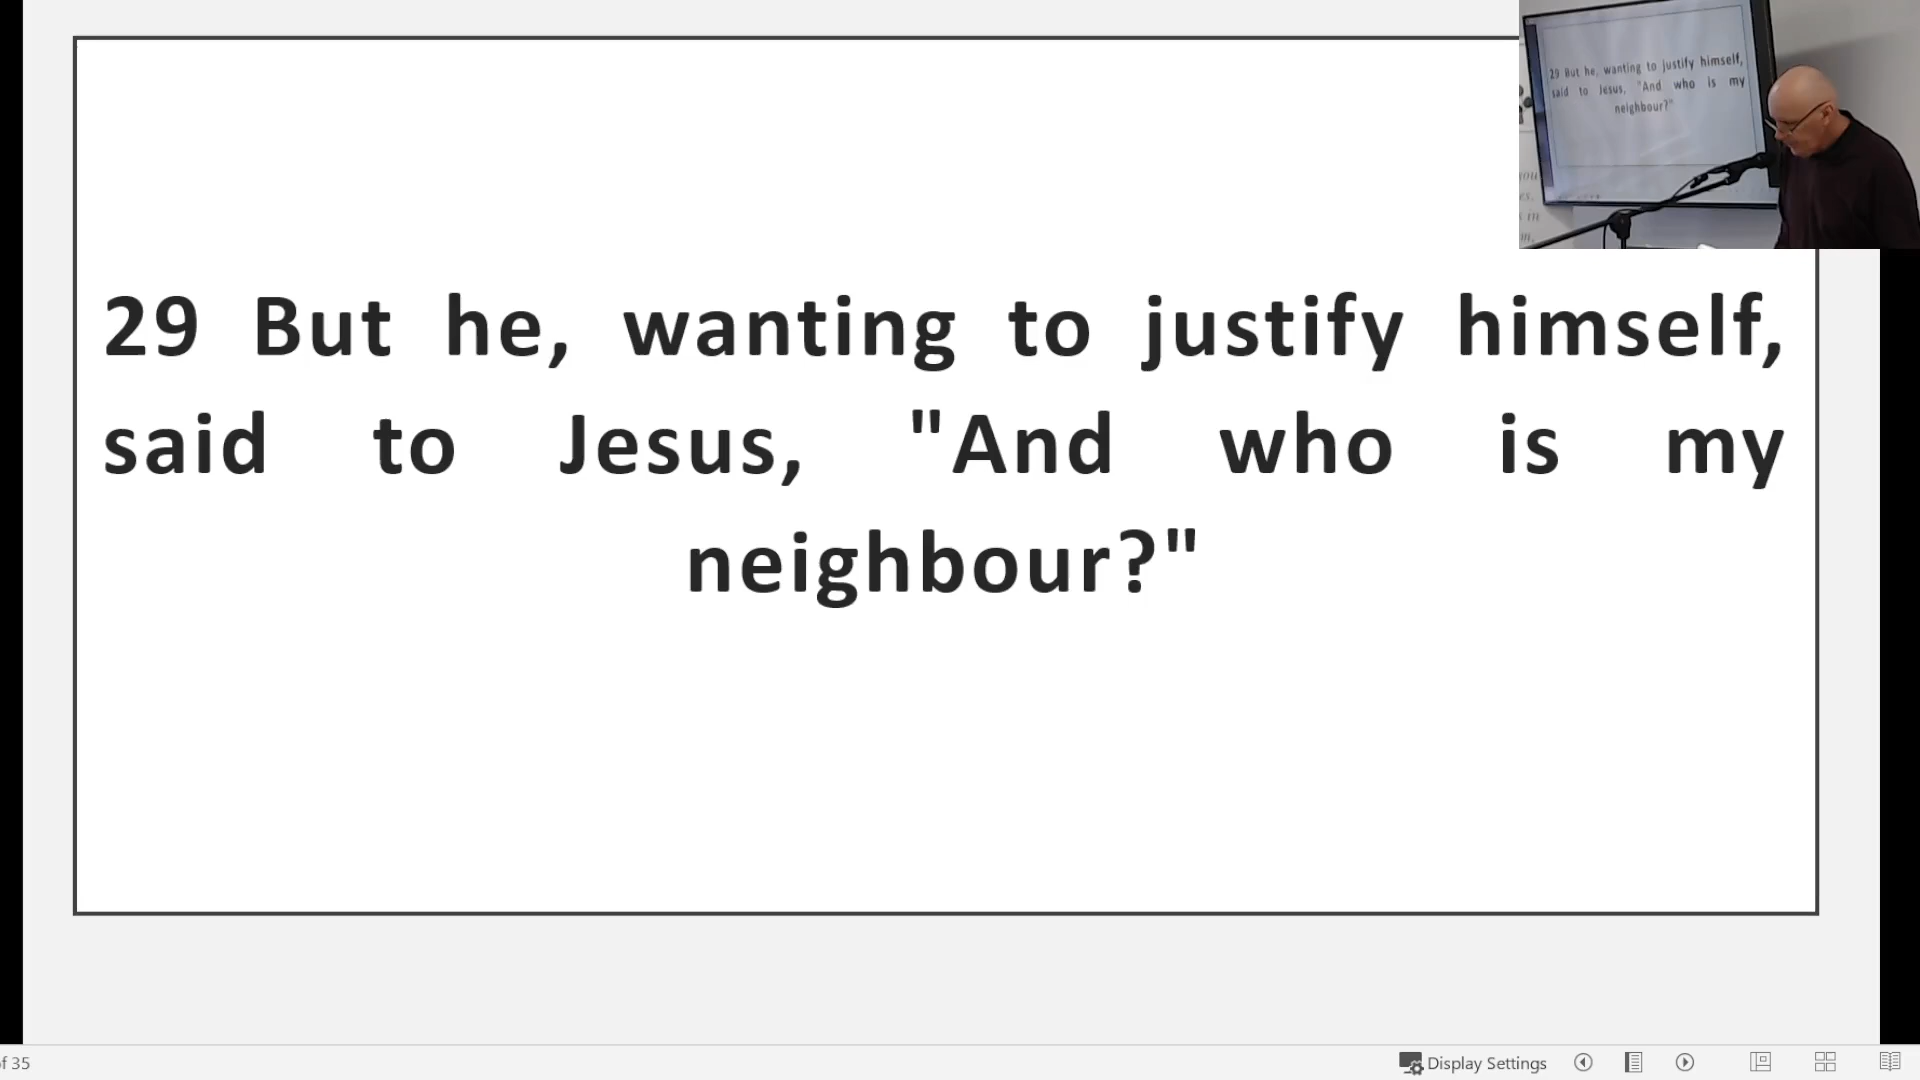 29 But he, wanting to justify himself,
said to Jesus, "And who is my
neighbour?"
29 But he, wanting to justify himself,
said to Jesus, "And who is my
neighbour?"
of 35
Display Settings